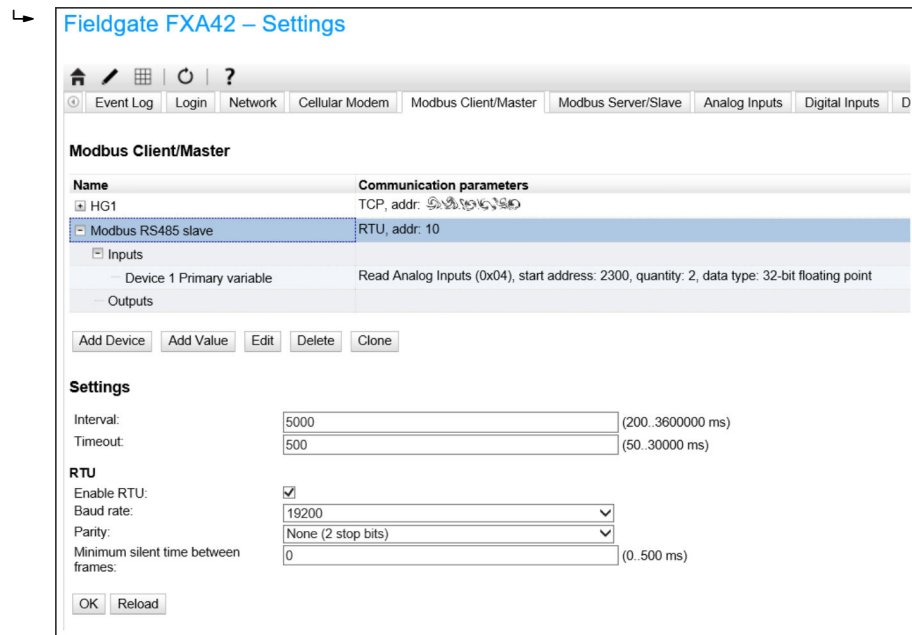 Fieldgate FXA42 – Settings
?
Event Log Login Network Cellular Modem Modbus Client/Master Modbus Server/Slave Analog Inputs Digital Inputs D
Modbus Client/Master
Name Communication parameters
HG1 TCP, addr:
Modbus RS485 slave RTU, addr: 10
Inputs
Device 1 Primary variable Read Analog Inputs (0x04), start address: 2300, quantity: 2, data type: 32-bit floating point
Outputs
Add Device Add Value Edit Delete Clone
Settings
Interval: 5000 (200..3600000 ms)
Timeout: 500 (50..30000 ms)
RTU
Enable RTU:
Baud rate: 19200
Parity: None (2 stop bits)
Minimum silent time between
frames: 0 (0..500 ms)
OK Reload